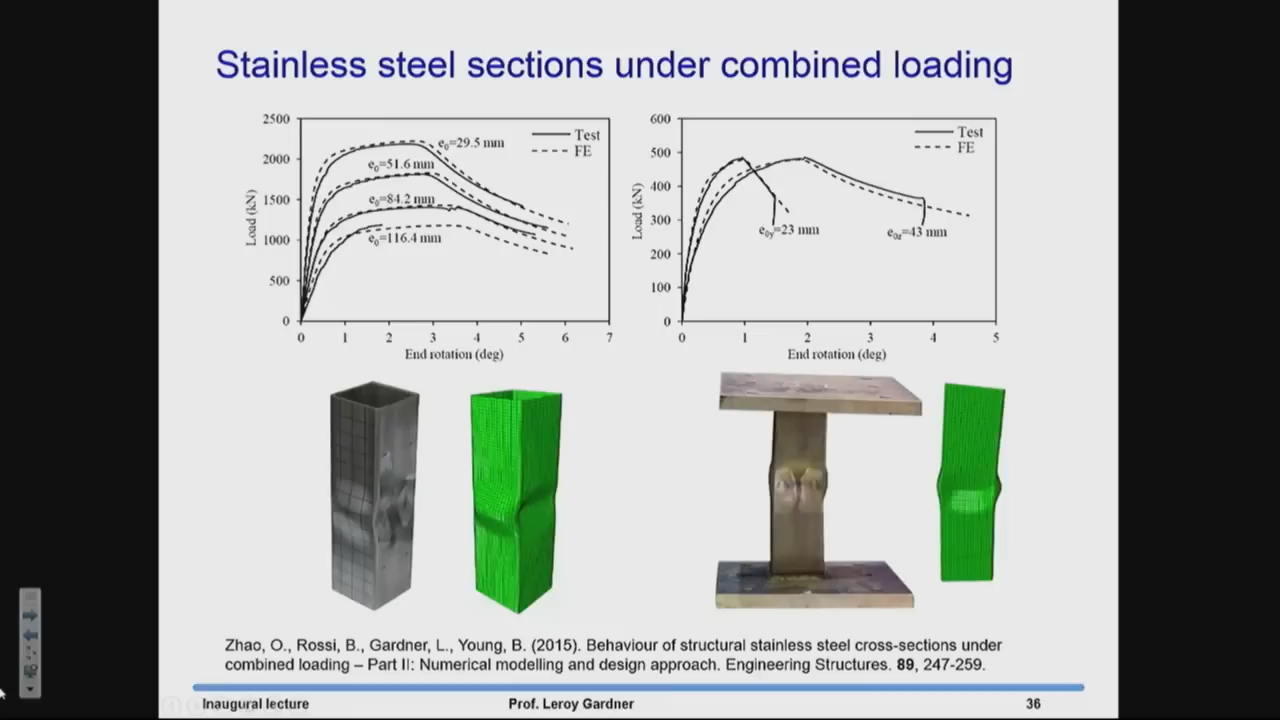 Stainless steel sections under combined loading
2500
2000
1500
1000
500
0
Load (kN)
Test
FE
e₀=29.5 mm
e₀=51.6 mm
e₀=84.2 mm
e₀=116.4 mm
0 1 2 3 4 5 6 7
End rotation (deg)
600
500
400
300
200
100
0
Load (kN)
Test
FE
e₀y=23 mm
e₀z=43 mm
0 1 2 3 4 5
End rotation (deg)
Zhao, O., Rossi, B., Gardner, L., Young, B. (2015). Behaviour of structural stainless steel cross-sections under
combined loading – Part II: Numerical modelling and design approach. Engineering Structures. 89, 247-259.
Inaugural lecture Prof. Leroy Gardner 36